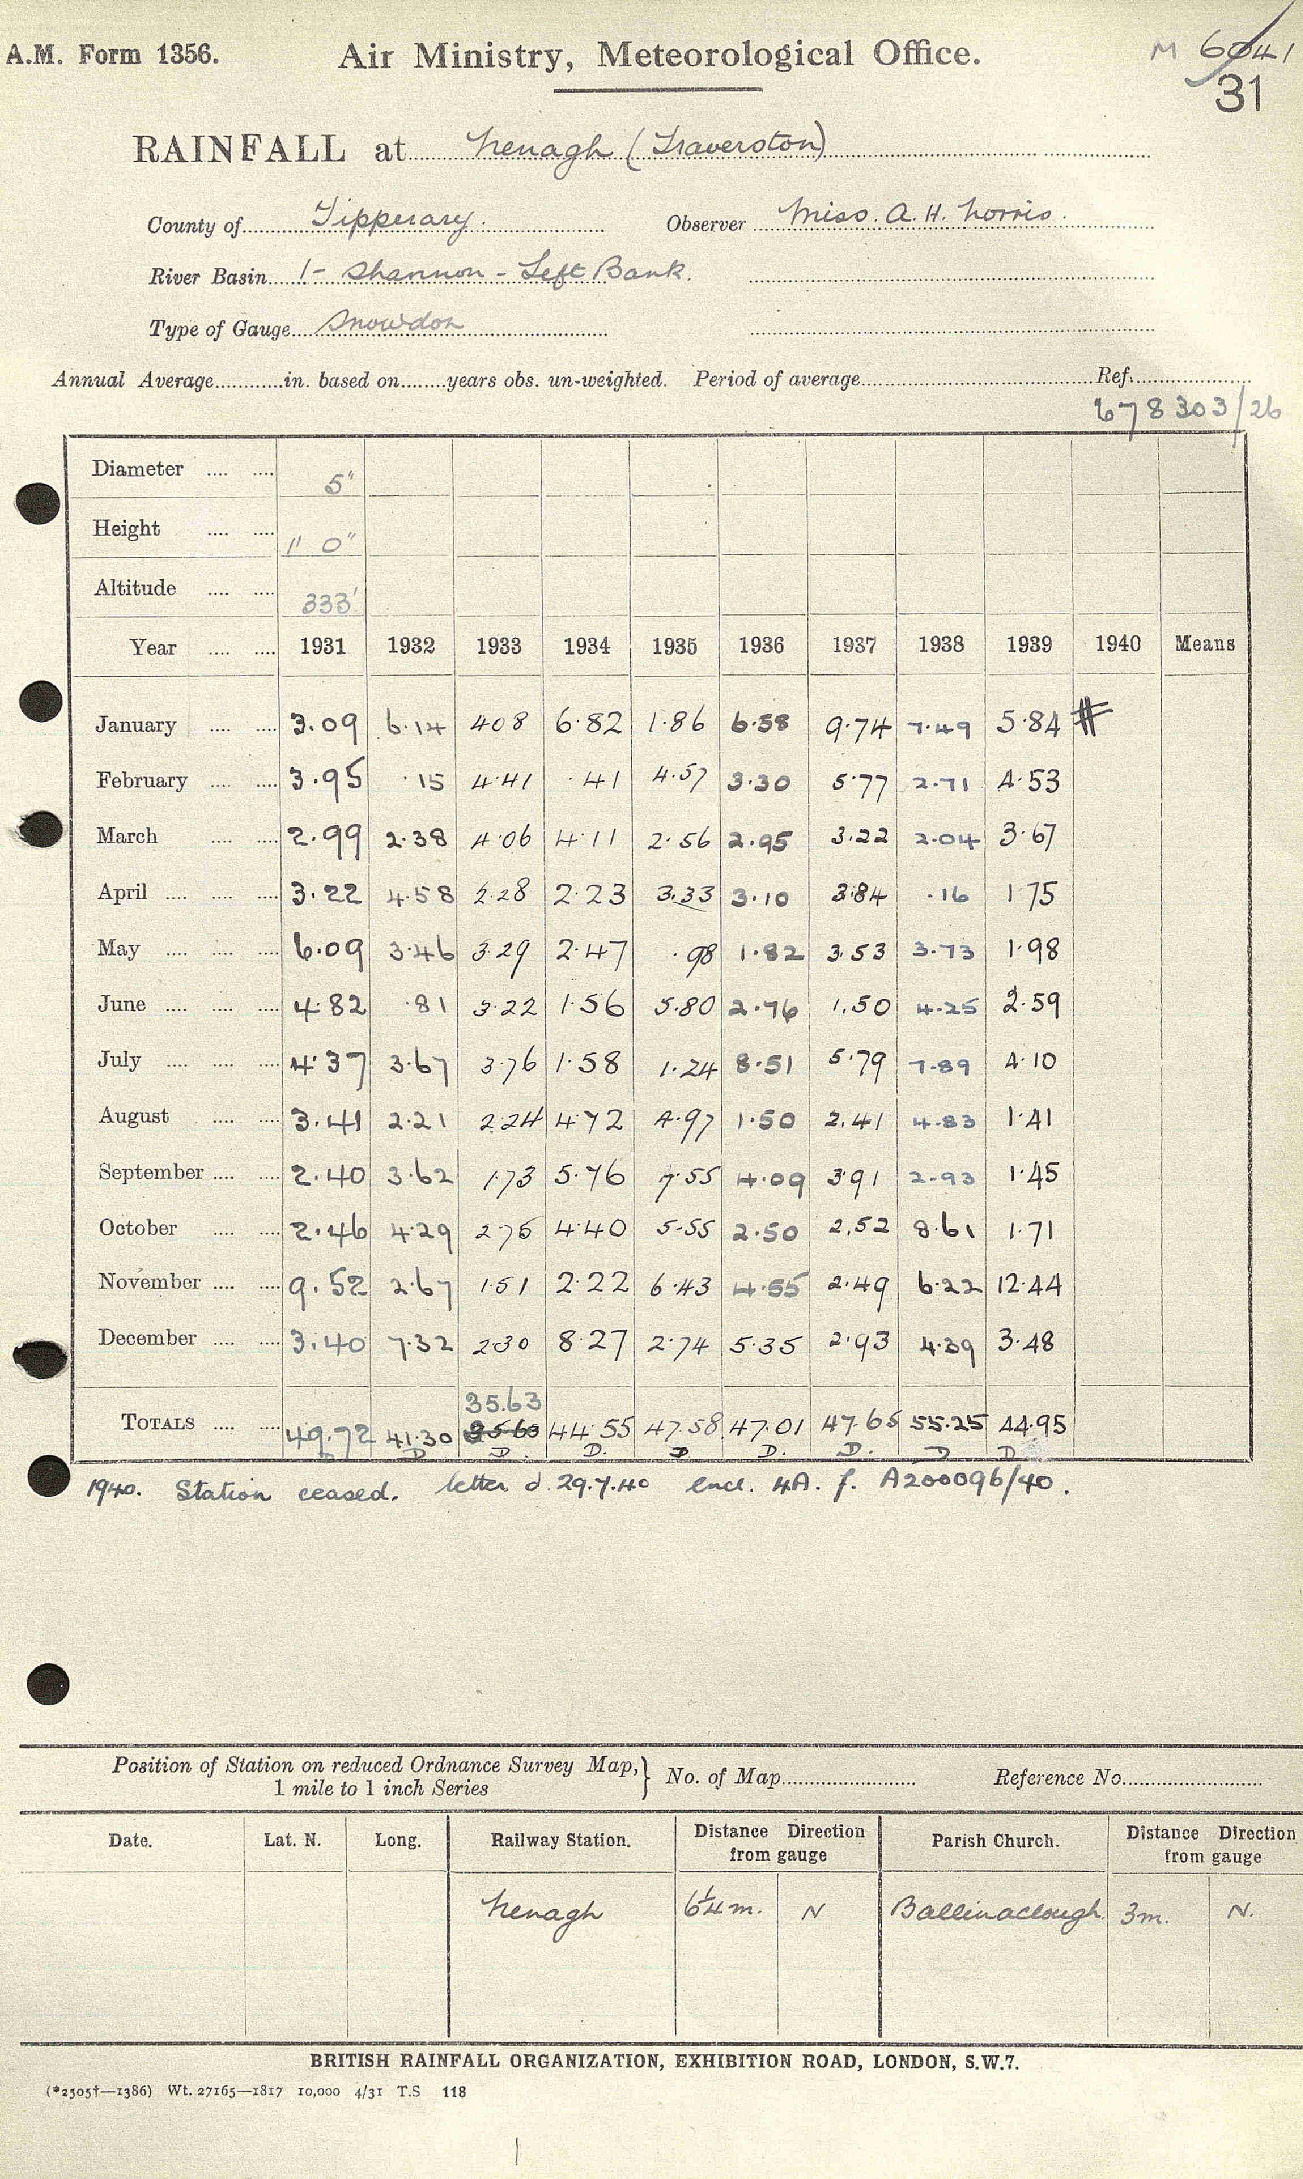 A.M. Form 1356. Air Ministry, Meteorological Office. M 6041
31
RAINFALL at Nenagh (Traverston)
County of Tipperary. Observer Miss. A. H. Norris.
River Basin 1- Shannon - Left Bank.
Type of Gauge Snowdon
Annual Average in. based on years obs. un-weighted. Period of average Ref.
678303/26
Diameter 5"
Height 1' 0"
Altitude 333'
Year 1931 1932 1933 1934 1935 1936 1937 1938 1939 1940 Means
January 3.09 6.14 4.08 6.82 1.86 6.58 9.74 7.49 5.84 #
February 3.95 .15 4.41 .41 4.57 3.30 5.77 2.71 4.53
March 2.99 2.38 4.06 4.11 2.56 2.95 3.22 2.04 3.67
April 3.22 4.58 2.28 2.23 3.33 3.10 3.84 .16 1.75
May 6.09 3.46 3.29 2.47 .98 1.82 3.53 3.73 1.98
June 4.82 .81 3.22 1.56 5.80 2.76 1.50 4.25 2.59
July 4.37 3.67 3.76 1.58 1.24 8.51 5.79 7.89 4.10
August 3.41 2.21 2.24 4.72 4.97 1.50 2.41 4.83 1.41
September 2.40 3.62 1.73 5.76 7.55 4.09 3.91 2.93 1.45
October 2.46 4.29 2.75 4.40 5.55 2.50 2.52 8.61 1.71
November 9.52 2.67 1.51 2.22 6.43 4.55 2.49 6.22 12.44
December 3.40 7.32 2.30 8.27 2.74 5.35 2.93 4.39 3.48
35.63
TOTALS 49.72 41.30 35.60 44.55 47.58 47.01 47.65 55.25 44.95
D D D. D. D D. D. D D
1940. Station ceased. letter d. 29.7.40 encl. 4A. f. A200096/40.
Position of Station on reduced Ordnance Survey Map, } No. of Map Reference No.
1 mile to 1 inch Series
Date. Lat. N. Long. Railway Station. Distance Direction from gauge Parish Church. Distance Direction from gauge
Nenagh 6¼m. N Ballinaclough 3m. N.
BRITISH RAINFALL ORGANIZATION, EXHIBITION ROAD, LONDON, S.W.7.
(*2505†—1386) Wt. 27165—1817 10,000 4/31 T.S 118